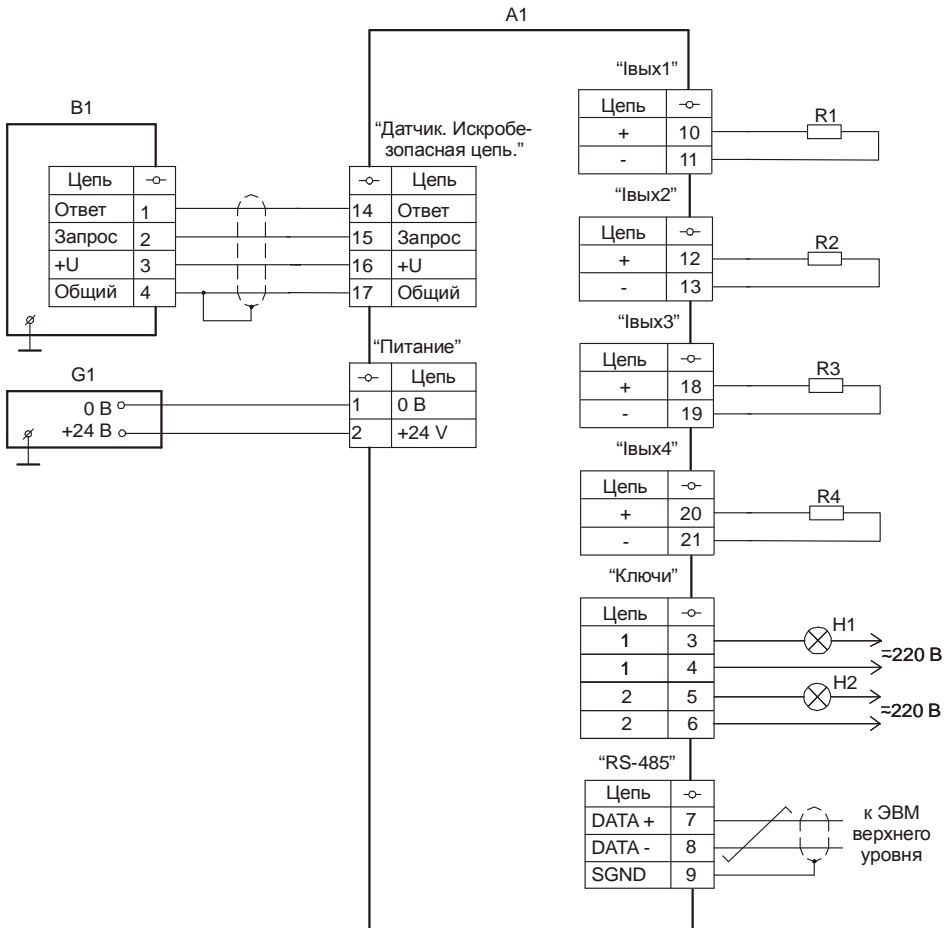 A1
B1
Цепь
Ответ 1
Запрос 2
+U 3
Общий 4
“Датчик. Искробе-
зопасная цепь.”
Цепь
14 Ответ
15 Запрос
16 +U
17 Общий
G1
0 В
+24 В
“Питание”
Цепь
1 0 В
2 +24 V
“Iвых1”
Цепь
+ 10
- 11
R1
“Iвых2”
Цепь
+ 12
- 13
R2
“Iвых3”
Цепь
+ 18
- 19
R3
“Iвых4”
Цепь
+ 20
- 21
R4
“Ключи”
Цепь
1 3
1 4
2 5
2 6
H1
≂220 В
H2
≂220 В
“RS-485”
Цепь
DATA + 7
DATA - 8
SGND 9
к ЭВМ
верхнего
уровня